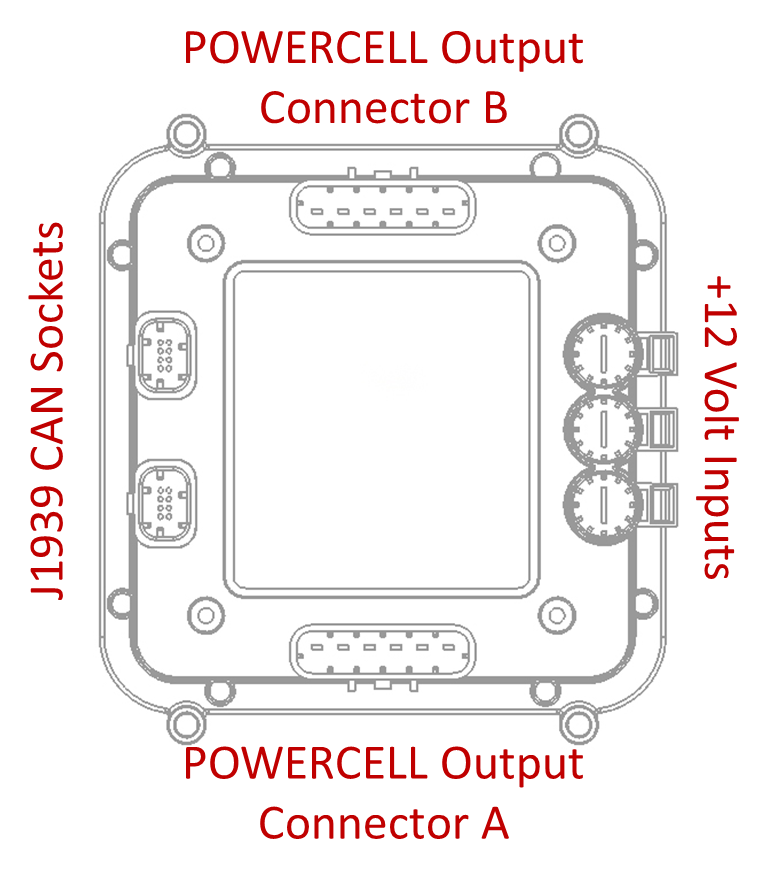 POWERCELL Output
Connector B
J1939 CAN Sockets
+12 Volt Inputs
POWERCELL Output
Connector A